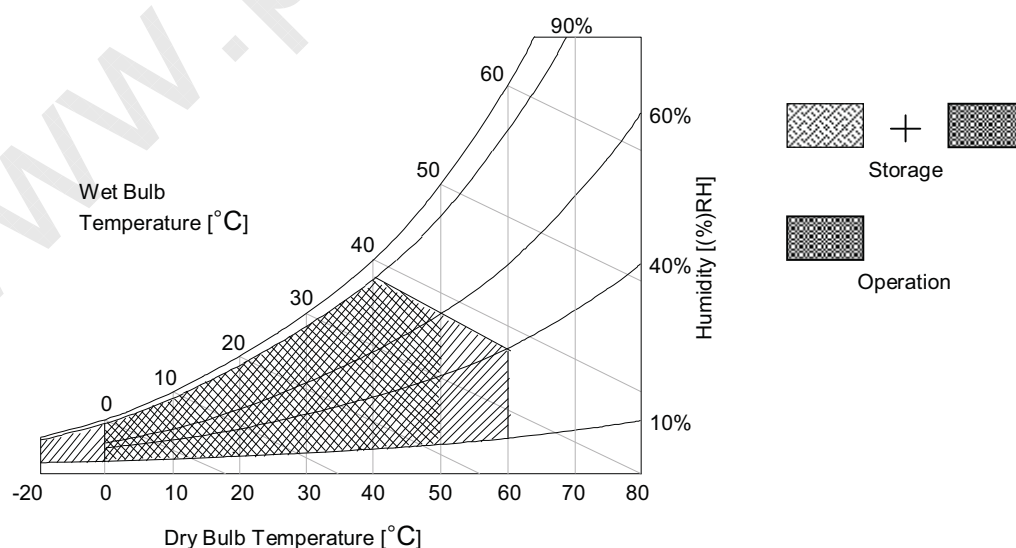 90%
60
60%
50
Wet Bulb
Temperature [°C]
40
40%
Humidity [(%)RH]
30
20
10
0
10%
-20 0 10 20 30 40 50 60 70 80
Dry Bulb Temperature [°C]
+
Storage
Operation